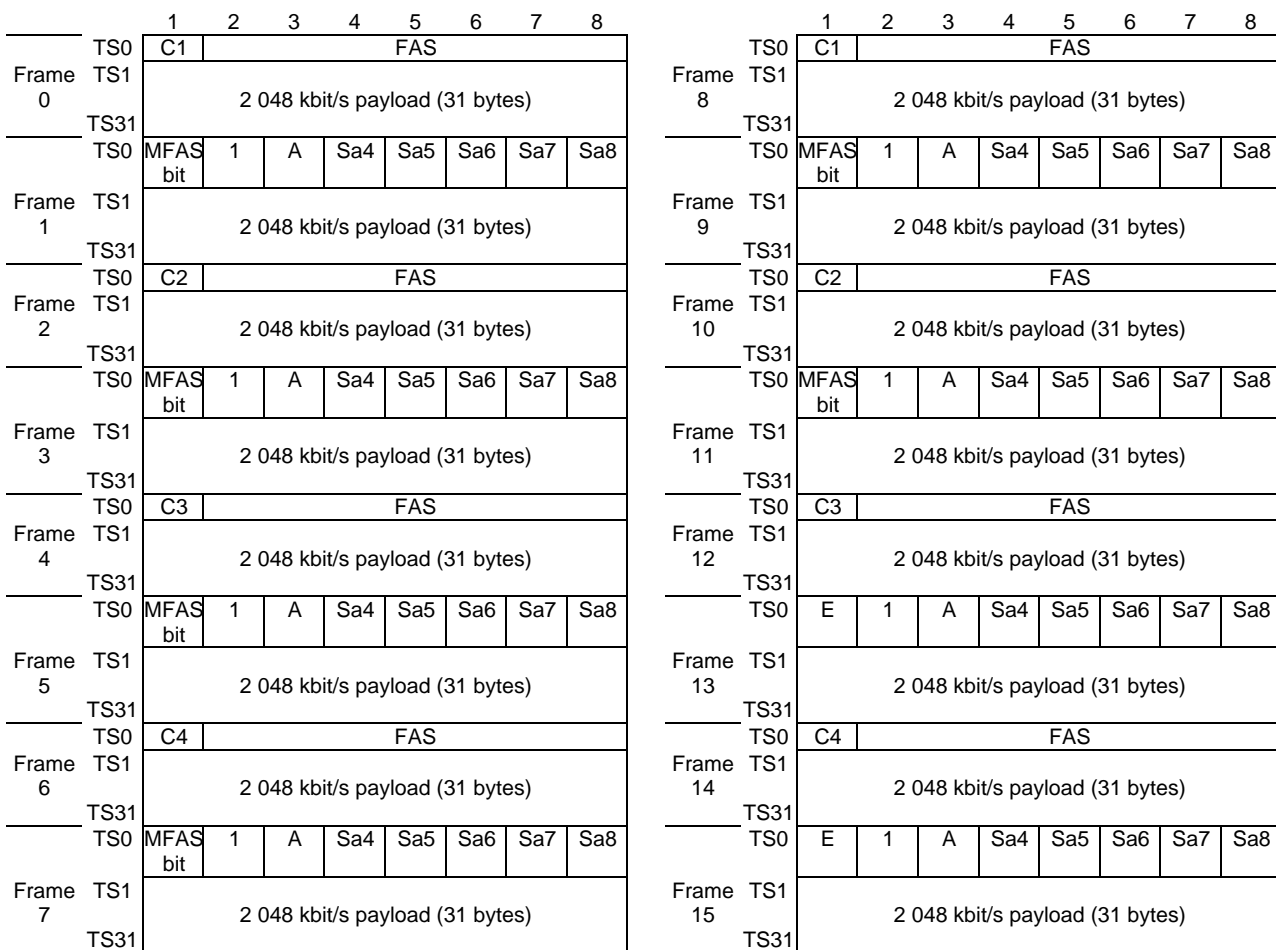 1 2 3 4 5 6 7 8
TS0 C1 FAS
Frame TS1
0 2 048 kbit/s payload (31 bytes)
TS31
TS0 MFAS 1 A Sa4 Sa5 Sa6 Sa7 Sa8
bit
Frame TS1
1 2 048 kbit/s payload (31 bytes)
TS31
TS0 C2 FAS
Frame TS1
2 2 048 kbit/s payload (31 bytes)
TS31
TS0 MFAS 1 A Sa4 Sa5 Sa6 Sa7 Sa8
bit
Frame TS1
3 2 048 kbit/s payload (31 bytes)
TS31
TS0 C3 FAS
Frame TS1
4 2 048 kbit/s payload (31 bytes)
TS31
TS0 MFAS 1 A Sa4 Sa5 Sa6 Sa7 Sa8
bit
Frame TS1
5 2 048 kbit/s payload (31 bytes)
TS31
TS0 C4 FAS
Frame TS1
6 2 048 kbit/s payload (31 bytes)
TS31
TS0 MFAS 1 A Sa4 Sa5 Sa6 Sa7 Sa8
bit
Frame TS1
7 2 048 kbit/s payload (31 bytes)
TS31
1 2 3 4 5 6 7 8
TS0 C1 FAS
Frame TS1
8 2 048 kbit/s payload (31 bytes)
TS31
TS0 MFAS 1 A Sa4 Sa5 Sa6 Sa7 Sa8
bit
Frame TS1
9 2 048 kbit/s payload (31 bytes)
TS31
TS0 C2 FAS
Frame TS1
10 2 048 kbit/s payload (31 bytes)
TS31
TS0 MFAS 1 A Sa4 Sa5 Sa6 Sa7 Sa8
bit
Frame TS1
11 2 048 kbit/s payload (31 bytes)
TS31
TS0 C3 FAS
Frame TS1
12 2 048 kbit/s payload (31 bytes)
TS31
TS0 E 1 A Sa4 Sa5 Sa6 Sa7 Sa8
Frame TS1
13 2 048 kbit/s payload (31 bytes)
TS31
TS0 C4 FAS
Frame TS1
14 2 048 kbit/s payload (31 bytes)
TS31
TS0 E 1 A Sa4 Sa5 Sa6 Sa7 Sa8
Frame TS1
15 2 048 kbit/s payload (31 bytes)
TS31